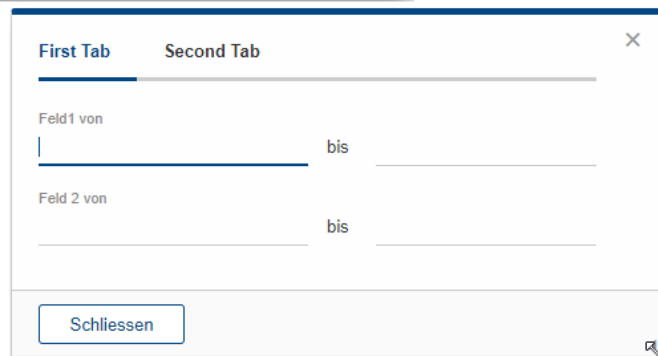 First Tab Second Tab
Feld1 von
bis
Feld 2 von
bis
Schliessen